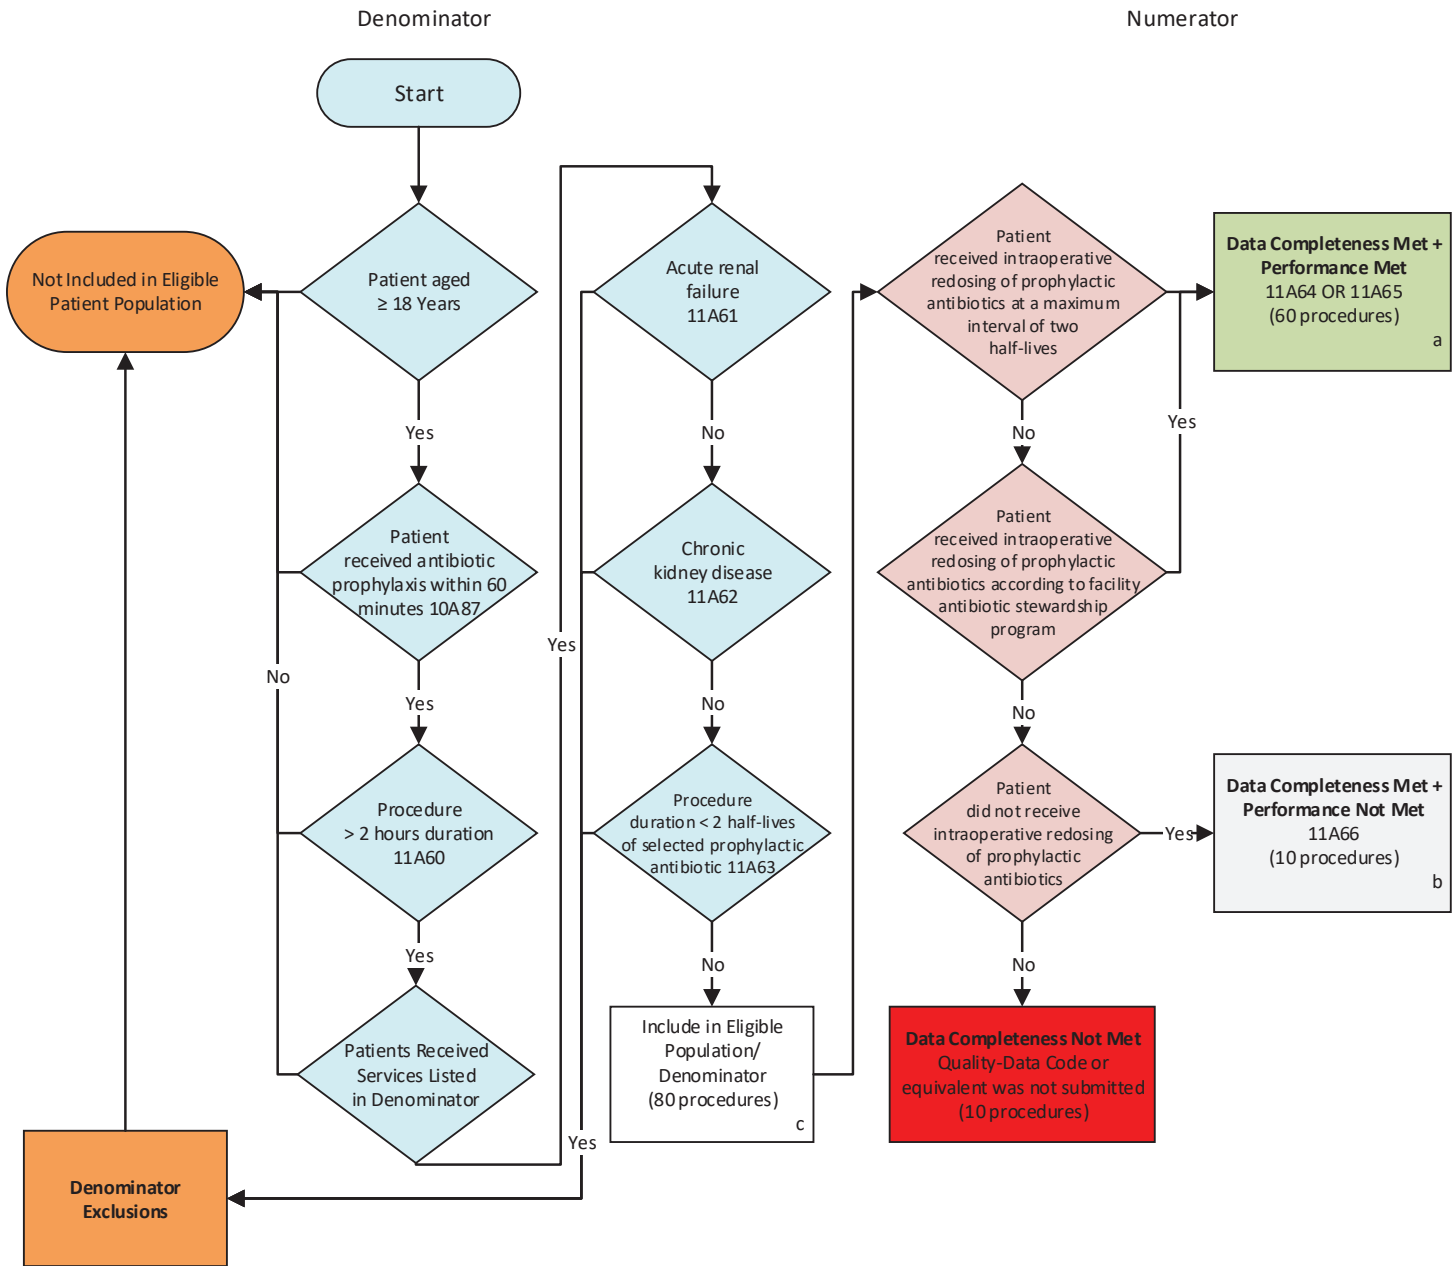 Denominator
Numerator
Start
Patient aged
≥ 18 Years
Not Included in Eligible
Patient Population
Yes
Patient
received antibiotic
prophylaxis within 60
minutes 10A87
No
Yes
Procedure
> 2 hours duration
11A60
Yes
Patients Received
Services Listed
in Denominator
Yes
Denominator
Exclusions
Acute renal
failure
11A61
No
Chronic
kidney disease
11A62
No
Procedure
duration < 2 half-lives
of selected prophylactic
antibiotic 11A63
No
Yes
Include in Eligible
Population/
Denominator
(80 procedures)
c
Patient
received intraoperative
redosing of prophylactic
antibiotics at a maximum
interval of two
half-lives
No
Yes
Patient
received intraoperative
redosing of prophylactic
antibiotics according to facility
antibiotic stewardship
program
No
Patient
did not receive
intraoperative redosing
of prophylactic
antibiotics
Yes
No
Data Completeness Met +
Performance Met
11A64 OR 11A65
(60 procedures)
a
Data Completeness Met +
Performance Not Met
11A66
(10 procedures)
b
Data Completeness Not Met
Quality-Data Code or
equivalent was not submitted
(10 procedures)